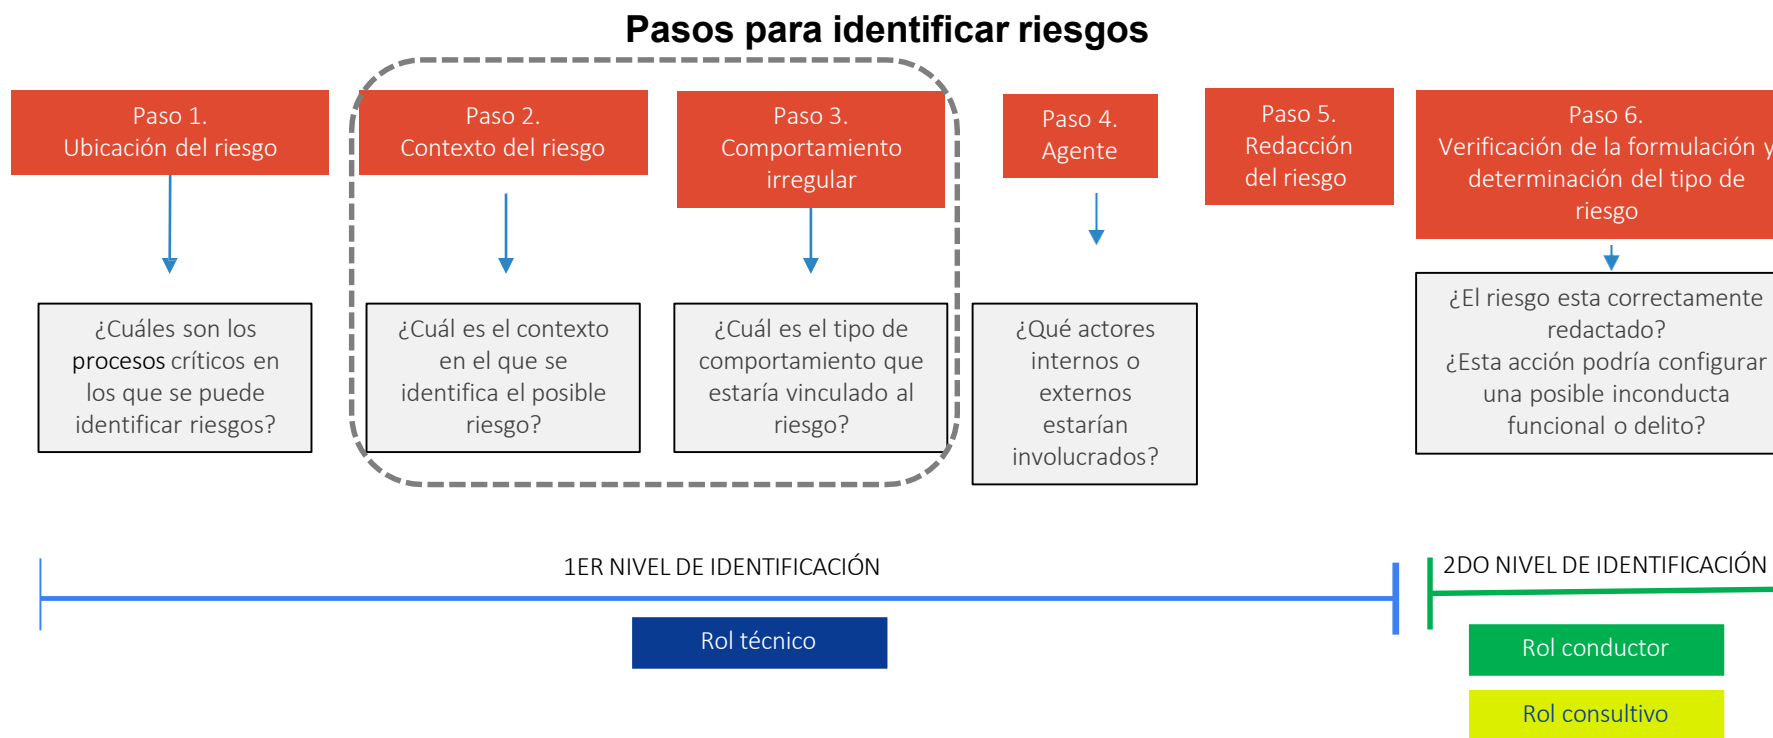 Pasos para identificar riesgos
Paso 1.
Ubicación del riesgo
Paso 2.
Contexto del riesgo
Paso 3.
Comportamiento
irregular
Paso 4.
Agente
Paso 5.
Redacción
del riesgo
Paso 6.
Verificación de la formulación y
determinación del tipo de
riesgo
¿Cuáles son los
procesos críticos en
los que se puede
identificar riesgos?
¿Cuál es el contexto
en el que se
identifica el posible
riesgo?
¿Cuál es el tipo de
comportamiento que
estaría vinculado al
riesgo?
¿Qué actores
internos o
externos
estarían
involucrados?
¿El riesgo esta correctamente
redactado?
¿Esta acción podría configurar
una posible inconducta
funcional o delito?
1ER NIVEL DE IDENTIFICACIÓN
2DO NIVEL DE IDENTIFICACIÓN
Rol técnico
Rol conductor
Rol consultivo